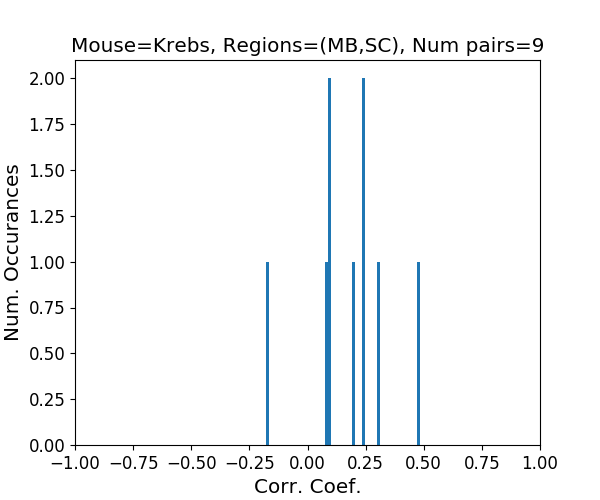 Mouse=Krebs, Regions=(MB,SC), Num pairs=9
2.00
1.75
1.50
1.25
1.00
0.75
0.50
0.25
0.00
Num. Occurances
−1.00 −0.75 −0.50 −0.25 0.00 0.25 0.50 0.75 1.00
Corr. Coef.